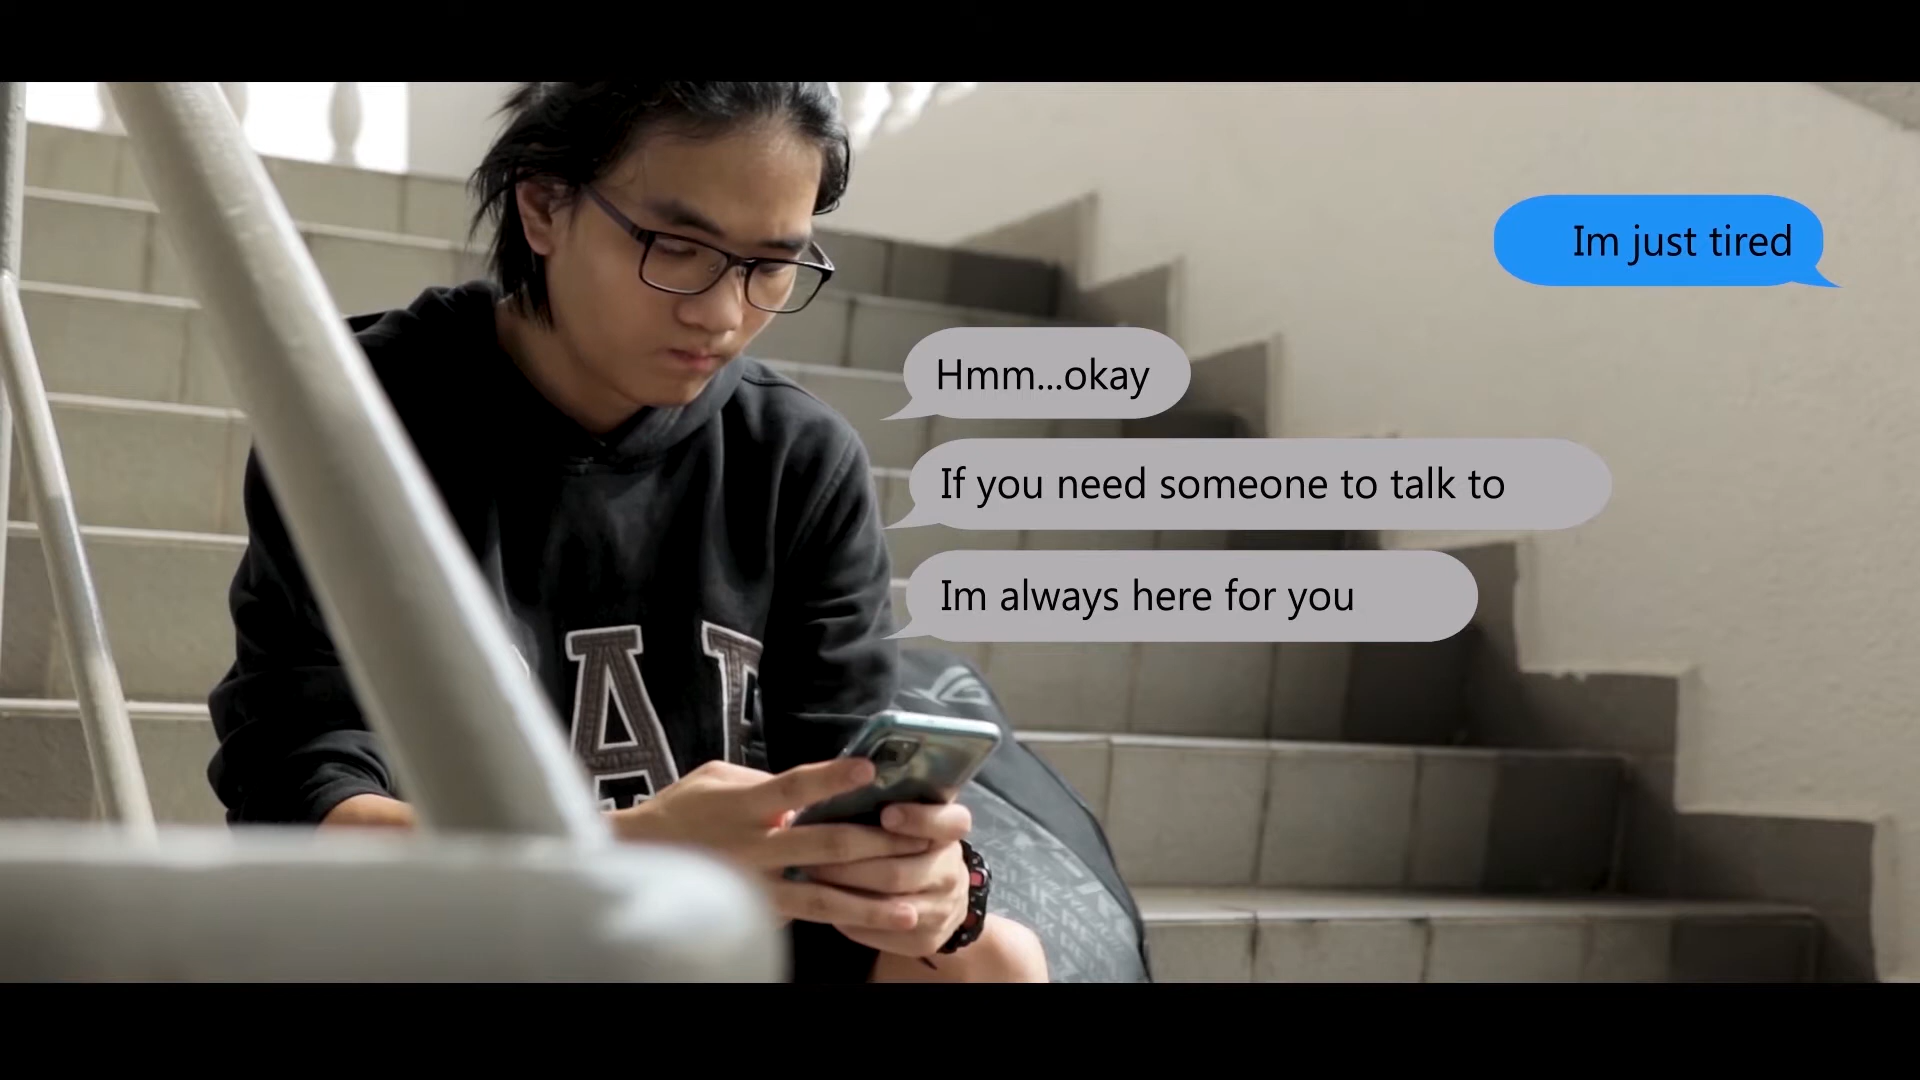 Im just tired
Hmm...okay
If you need someone to talk to
Im always here for you